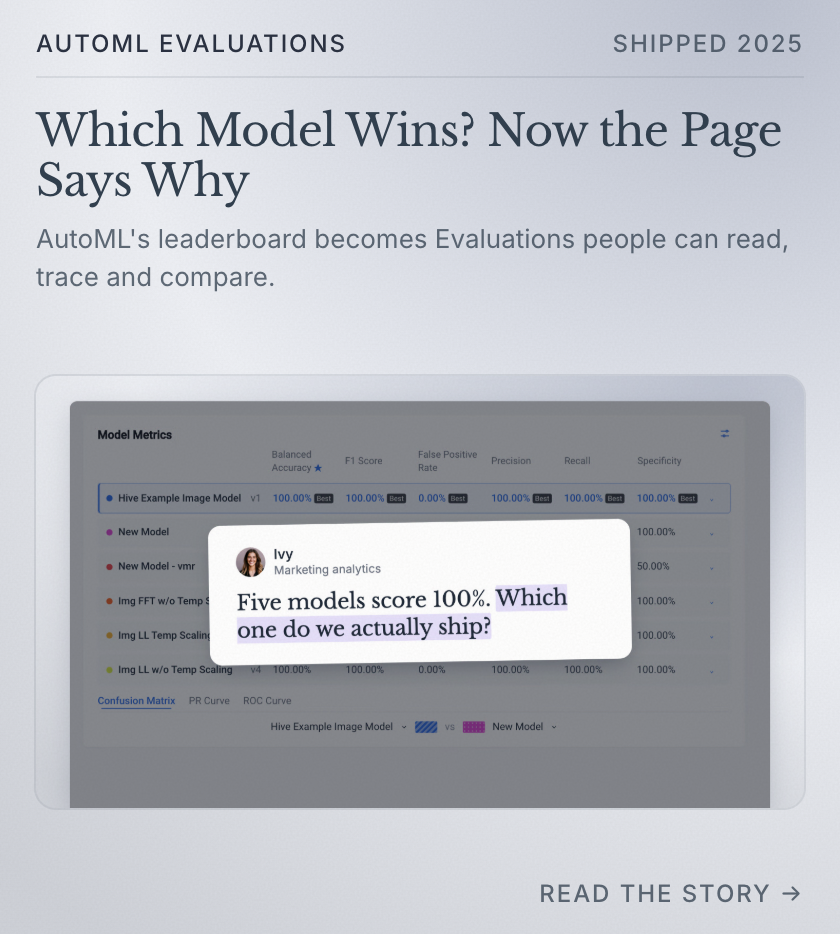 AUTOML EVALUATIONS SHIPPED 2025
Which Model Wins? Now the Page
Says Why
AutoML's leaderboard becomes Evaluations people can read,
trace and compare.
Model Metrics
Balanced Accuracy ★ F1 Score False Positive Rate Precision Recall Specificity
Hive Example Image Model v1 100.00% Best 100.00% Best 0.00% Best 100.00% Best 100.00% Best 100.00% Best
New Model 100.00%
New Model - vmr 50.00%
Img FFT w/o Temp 100.00%
Img LL Temp Scaling 100.00%
Img LL w/o Temp Scaling v4 100.00% 100.00% 0.00% 100.00% 100.00% 100.00%
Ivy
Marketing analytics
Five models score 100%. Which
one do we actually ship?
Confusion Matrix PR Curve ROC Curve
Hive Example Image Model vs New Model
READ THE STORY →